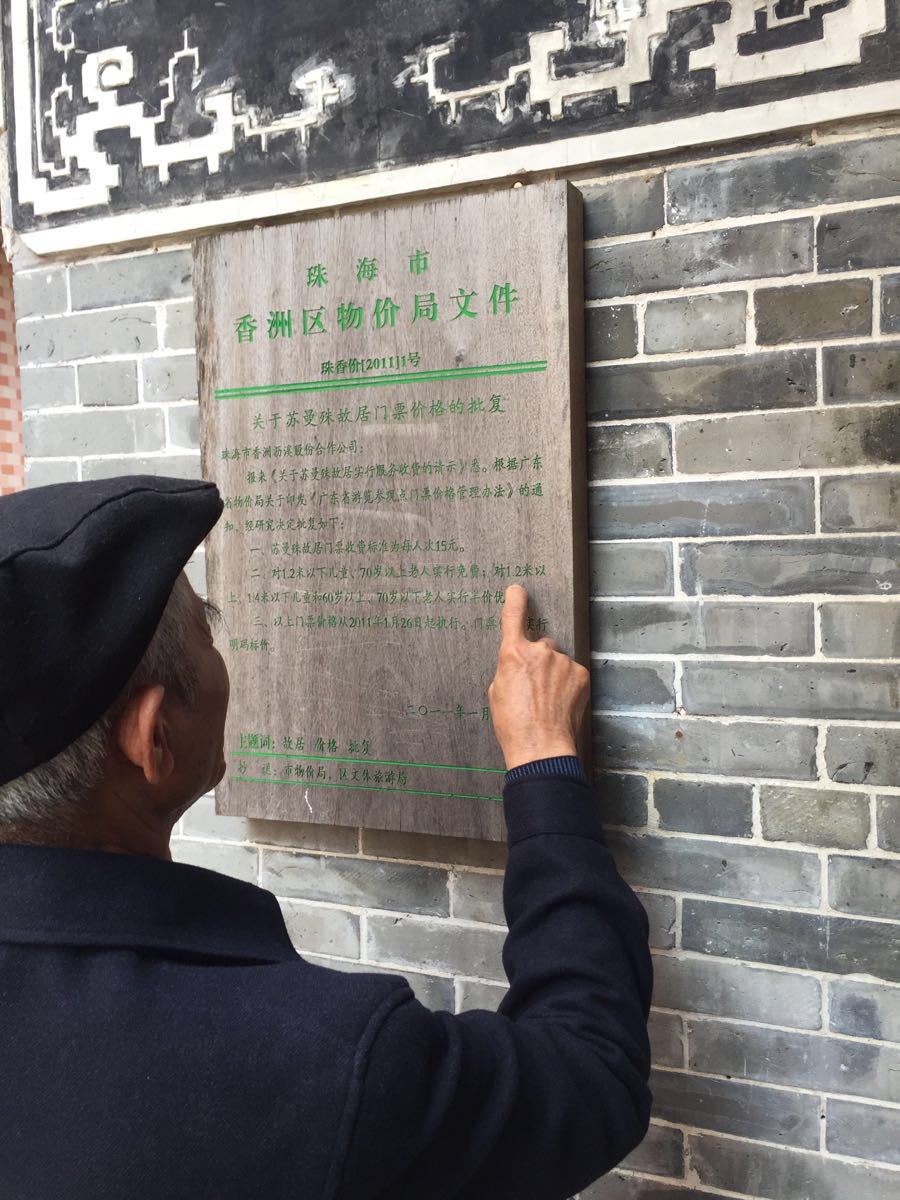 珠海市
香洲区物价局文件
珠香价[2011]1号
关于苏曼殊故居门票价格的批复
珠海市香洲沥溪股份合作公司：
报来《关于苏曼殊故居实行服务收费的请示》悉。根据广东
省物价局关于印发《广东省游览参观点门票价格管理办法》的通
知，经研究决定批复如下：
一、苏曼殊故居门票收费标准为每人次15元。
二、对1.2米以下儿童、70岁以上老人实行免费；对1.2米以
上、1.4米以下儿童和60岁以上、70岁以下老人实行半价优
三、以上门票价格从2011年1月26日起执行。门票 实行
明码标价。
二〇一一年一月
主题词：故居 价格 批复
抄 送：市物价局，区文体旅游局